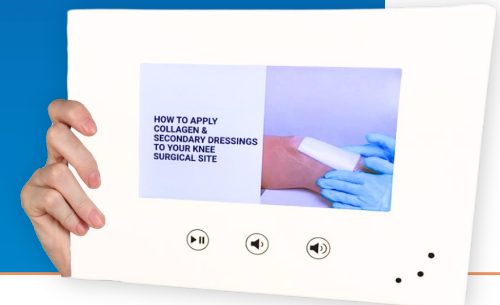 HOW TO APPLY
COLLAGEN &
SECONDARY DRESSINGS
TO YOUR KNEE
SURGICAL SITE